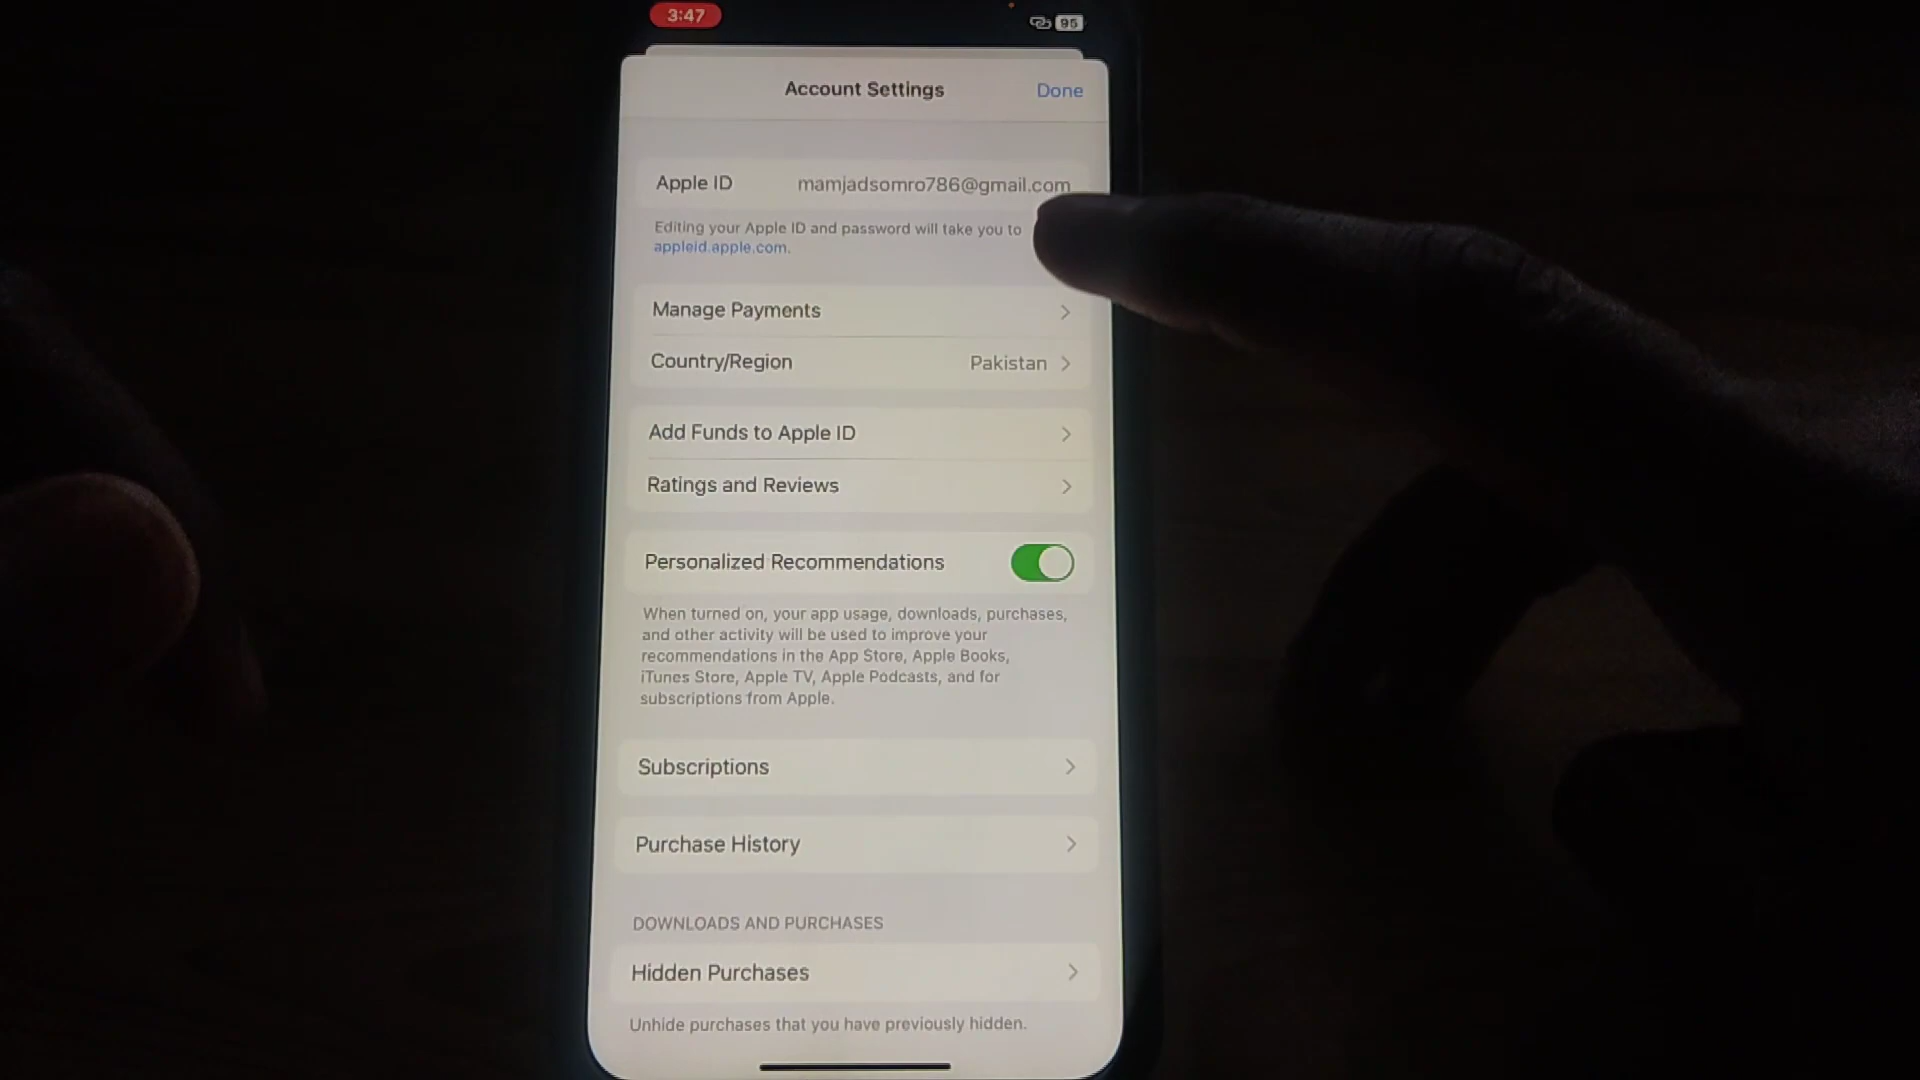 3:47
95
Account Settings
Done
Apple ID
mamjadsomro786@gmail.com
Editing your Apple ID and password will take you to
appleid.apple.com.
Manage Payments
Country/Region
Pakistan
Add Funds to Apple ID
Ratings and Reviews
Personalized Recommendations
When turned on, your app usage, downloads, purchases,
and other activity will be used to improve your
recommendations in the App Store, Apple Books,
iTunes Store, Apple TV, Apple Podcasts, and for
subscriptions from Apple.
Subscriptions
Purchase History
DOWNLOADS AND PURCHASES
Hidden Purchases
Unhide purchases that you have previously hidden.